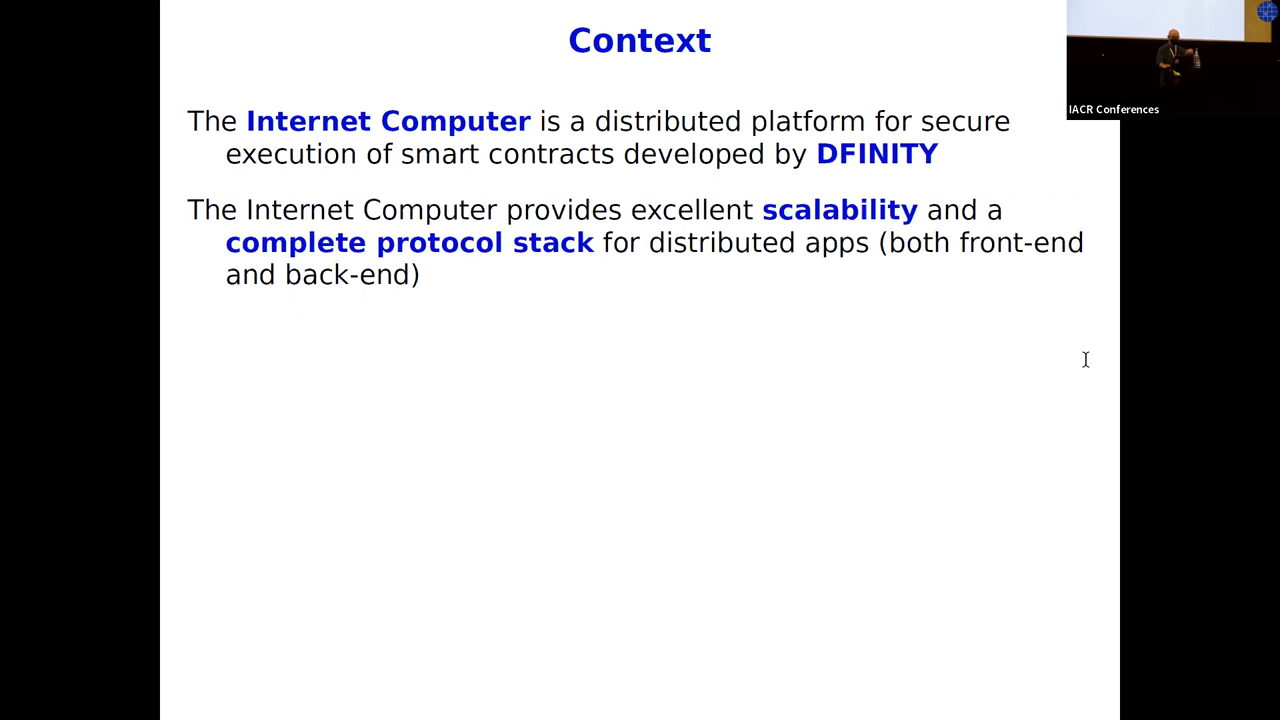 Context
IACR Conferences
The Internet Computer is a distributed platform for secure
execution of smart contracts developed by DFINITY
The Internet Computer provides excellent scalability and a
complete protocol stack for distributed apps (both front-end
and back-end)